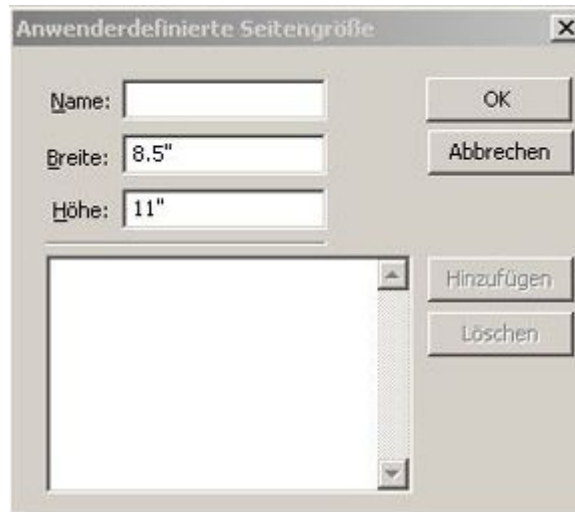 Anwenderdefinierte Seitengröße
Name:
OK
Breite: 8.5"
Abbrechen
Höhe: 11"
Hinzufügen
Löschen